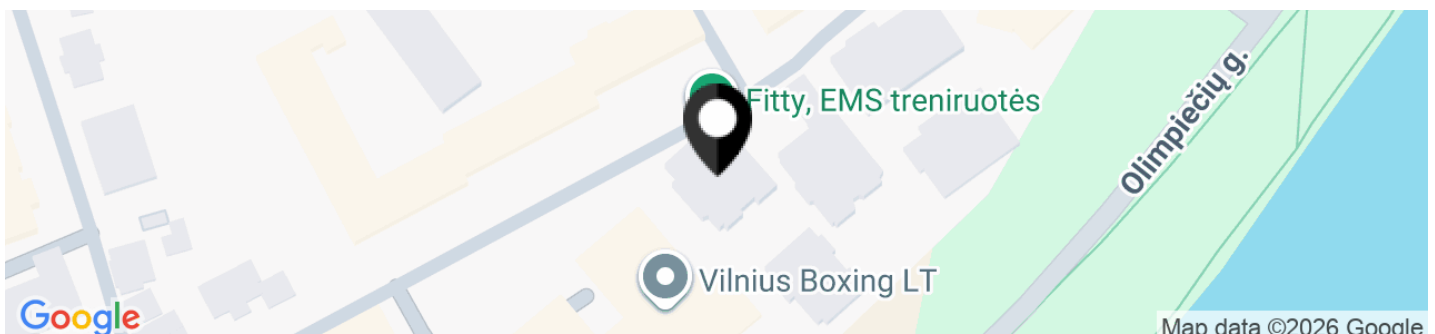 Fitty, EMS treniruotės
Olimpiečių g.
Vilnius Boxing LT
Google
Map data ©2026 Google